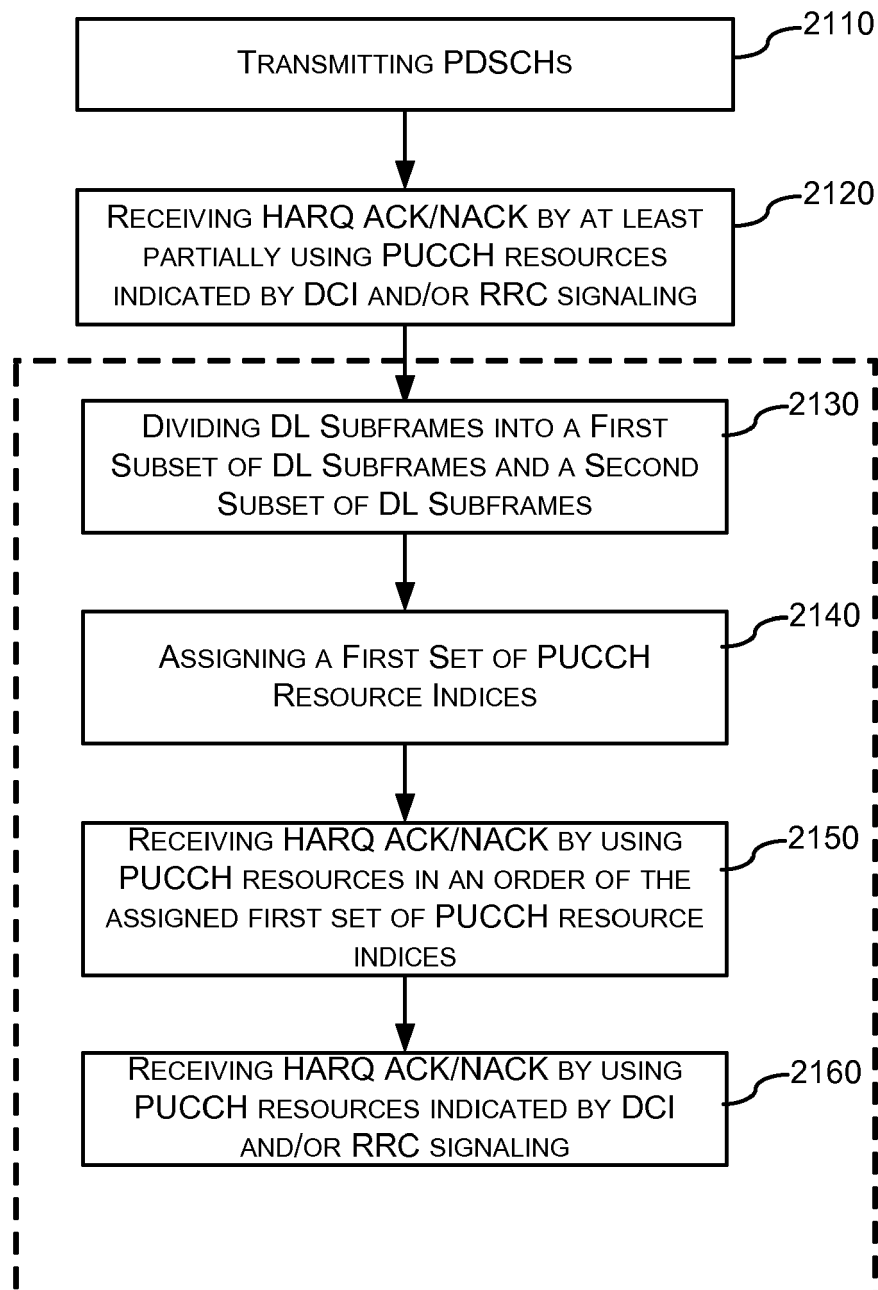 2110
TRANSMITTING PDSCHS
2120
RECEIVING HARQ ACK/NACK BY AT LEAST
PARTIALLY USING PUCCH RESOURCES
INDICATED BY DCI AND/OR RRC SIGNALING
2130
DIVIDING DL SUBFRAMES INTO A FIRST
SUBSET OF DL SUBFRAMES AND A SECOND
SUBSET OF DL SUBFRAMES
2140
ASSIGNING A FIRST SET OF PUCCH
RESOURCE INDICES
2150
RECEIVING HARQ ACK/NACK BY USING
PUCCH RESOURCES IN AN ORDER OF THE
ASSIGNED FIRST SET OF PUCCH RESOURCE
INDICES
2160
RECEIVING HARQ ACK/NACK BY USING
PUCCH RESOURCES INDICATED BY DCI
AND/OR RRC SIGNALING